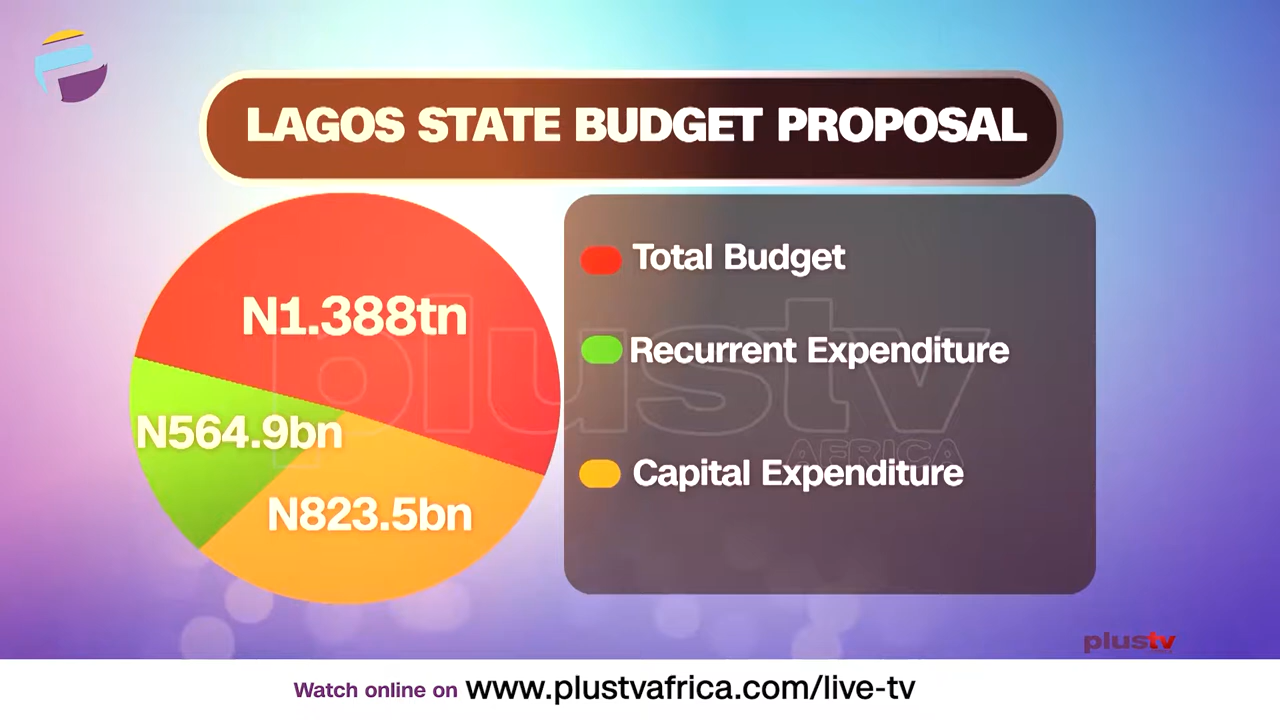 LAGOS STATE BUDGET PROPOSAL
N1.388tn
N564.9bn
N823.5bn
Total Budget
Recurrent Expenditure
Capital Expenditure
plustv
AFRICA
plustv
Watch online on www.plustvafrica.com/live-tv